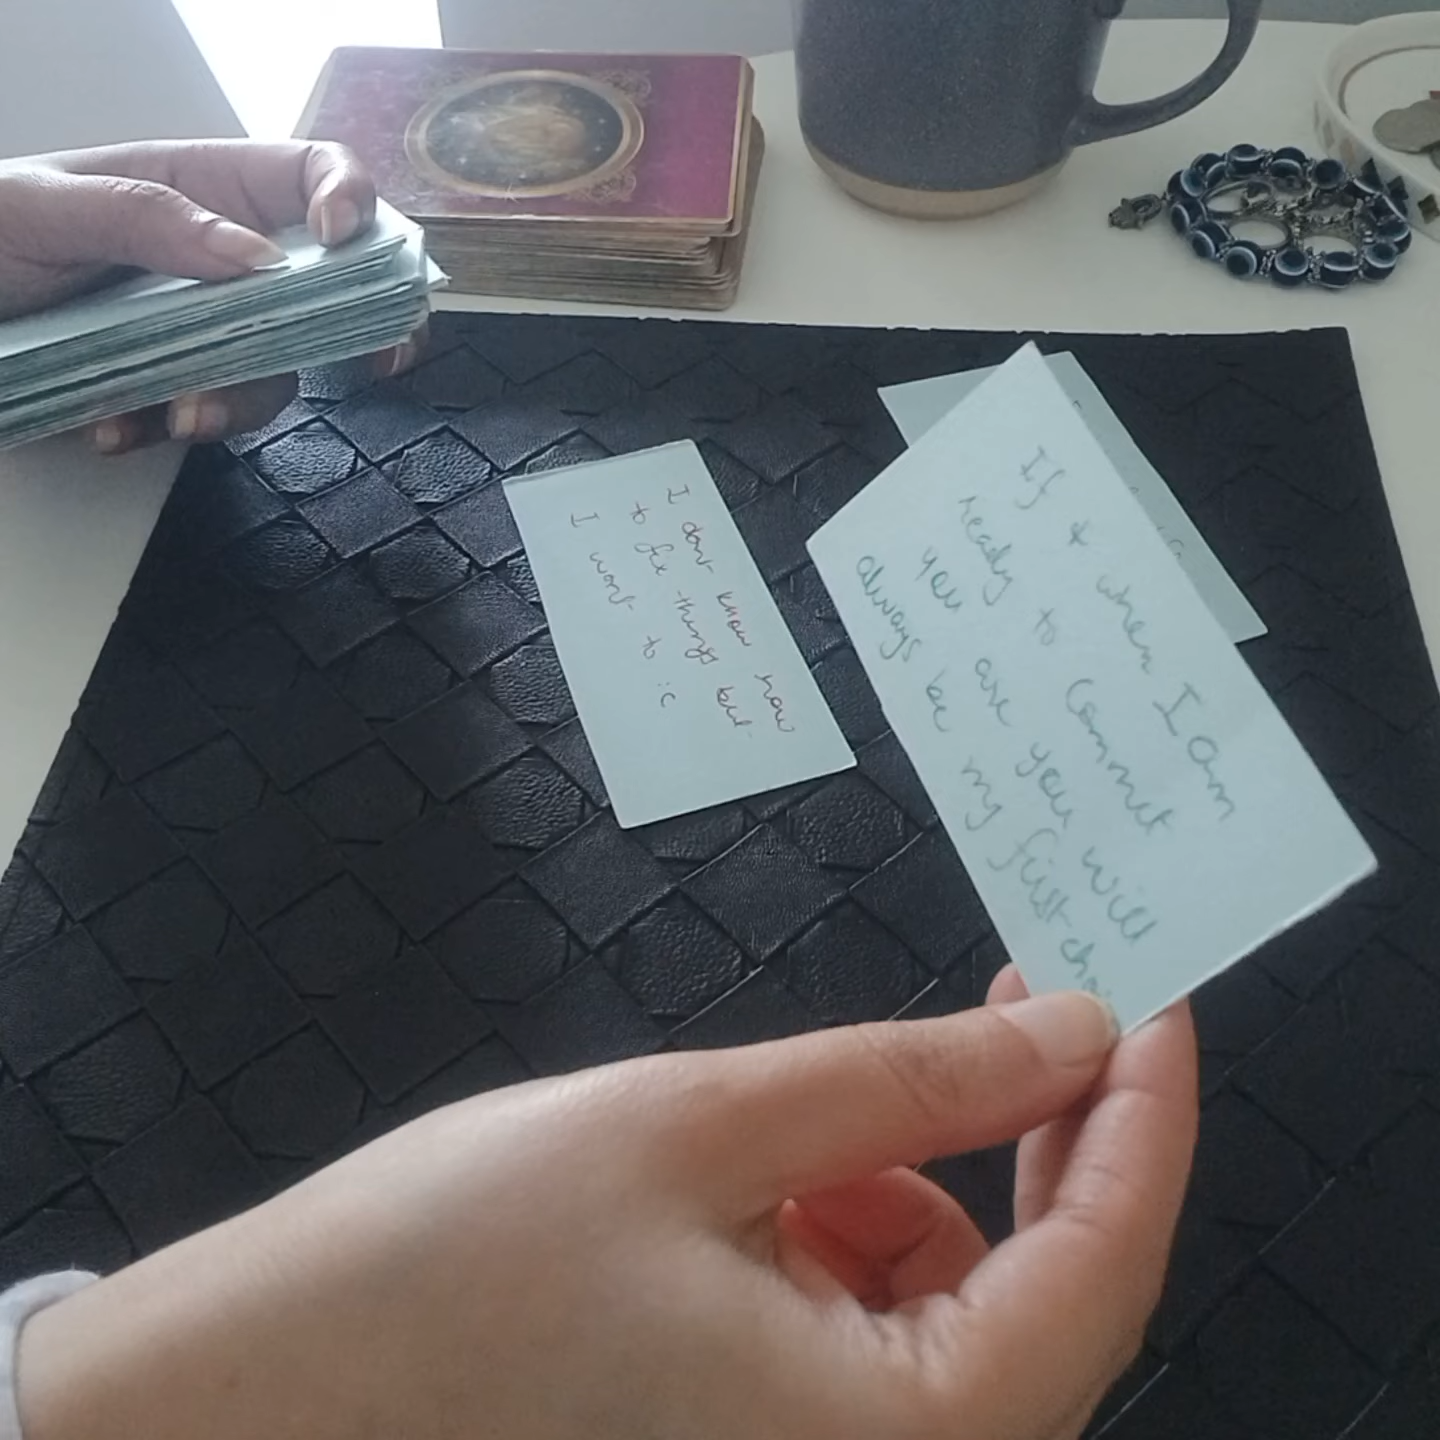 I don't know how
to fix things but
I want to :c
If & when I am
ready to commit
you are you will
always be my first